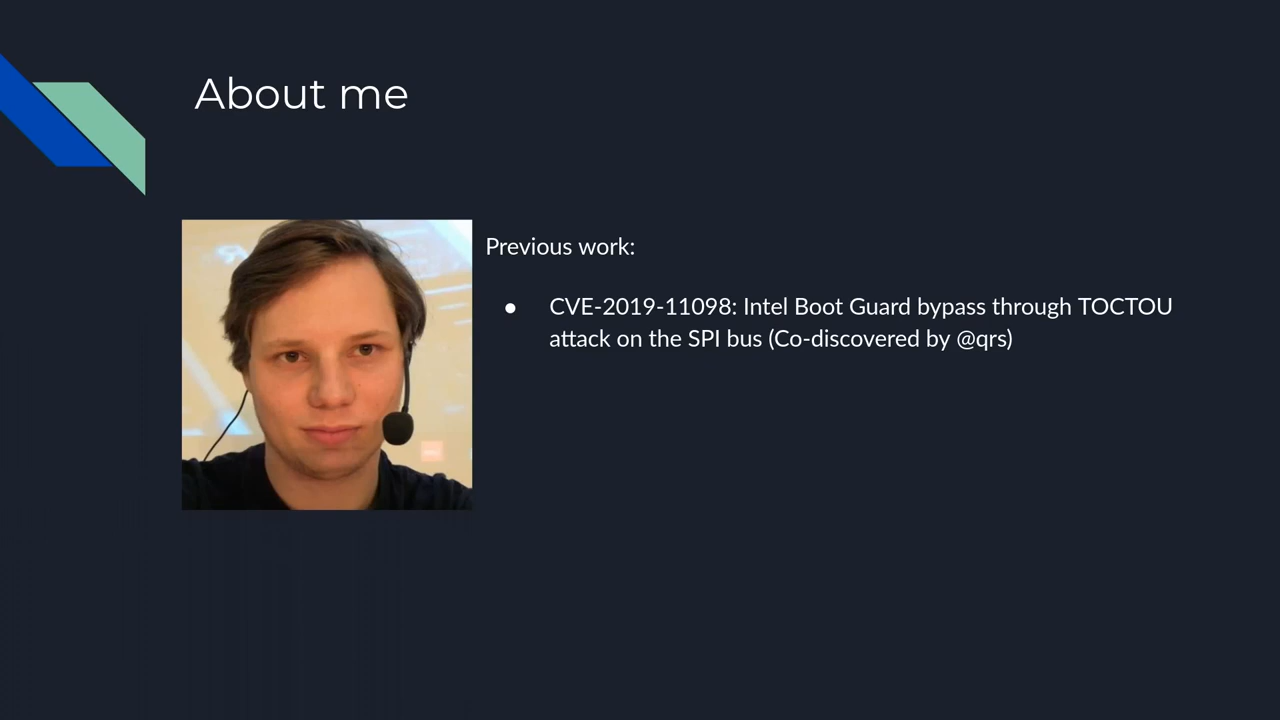 About me
Previous work:
● CVE-2019-11098: Intel Boot Guard bypass through TOCTOU
attack on the SPI bus (Co-discovered by @qrs)